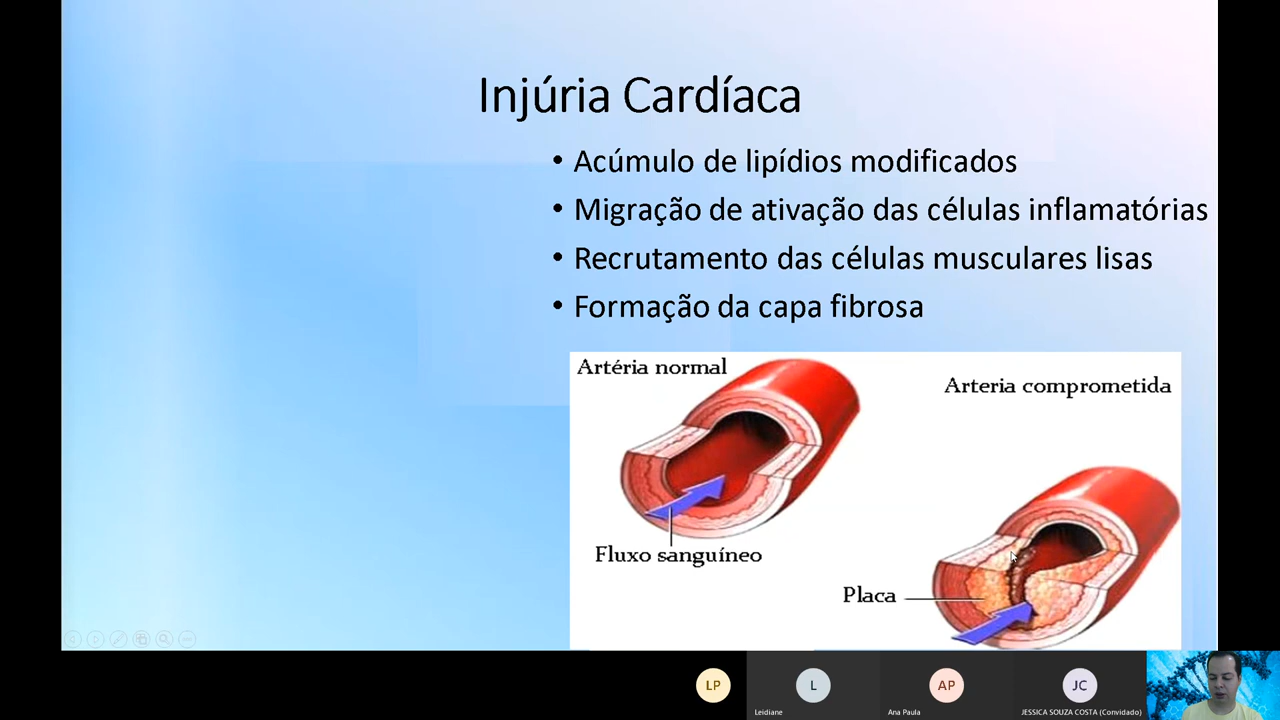 Injúria Cardíaca
• Acúmulo de lipídios modificados
• Migração de ativação das células inflamatórias
• Recrutamento das células musculares lisas
• Formação da capa fibrosa
Artéria normal
Arteria comprometida
Fluxo sanguíneo
Placa
LP
L
AP
JC
Leidiane
Ana Paula
JESSICA SOUZA COSTA (Convidado)